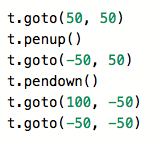 t.goto(50, 50)
t.penup()
t.goto(-50, 50)
t.pendown()
t.goto(100, -50)
t.goto(-50, -50)